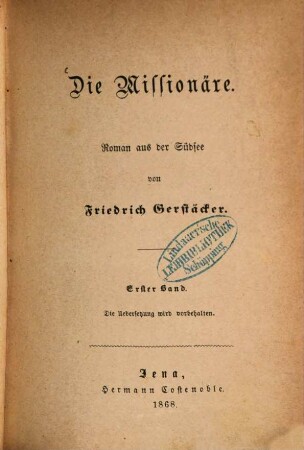 Die Missionäre.
Roman aus der Südsee
von
Friedrich Gerstäcker.
LEIHBIBLIOTHEK
Erster Band.
Die Uebersetzung wird vorbehalten.
Jena,
Hermann Costenoble.
1868.